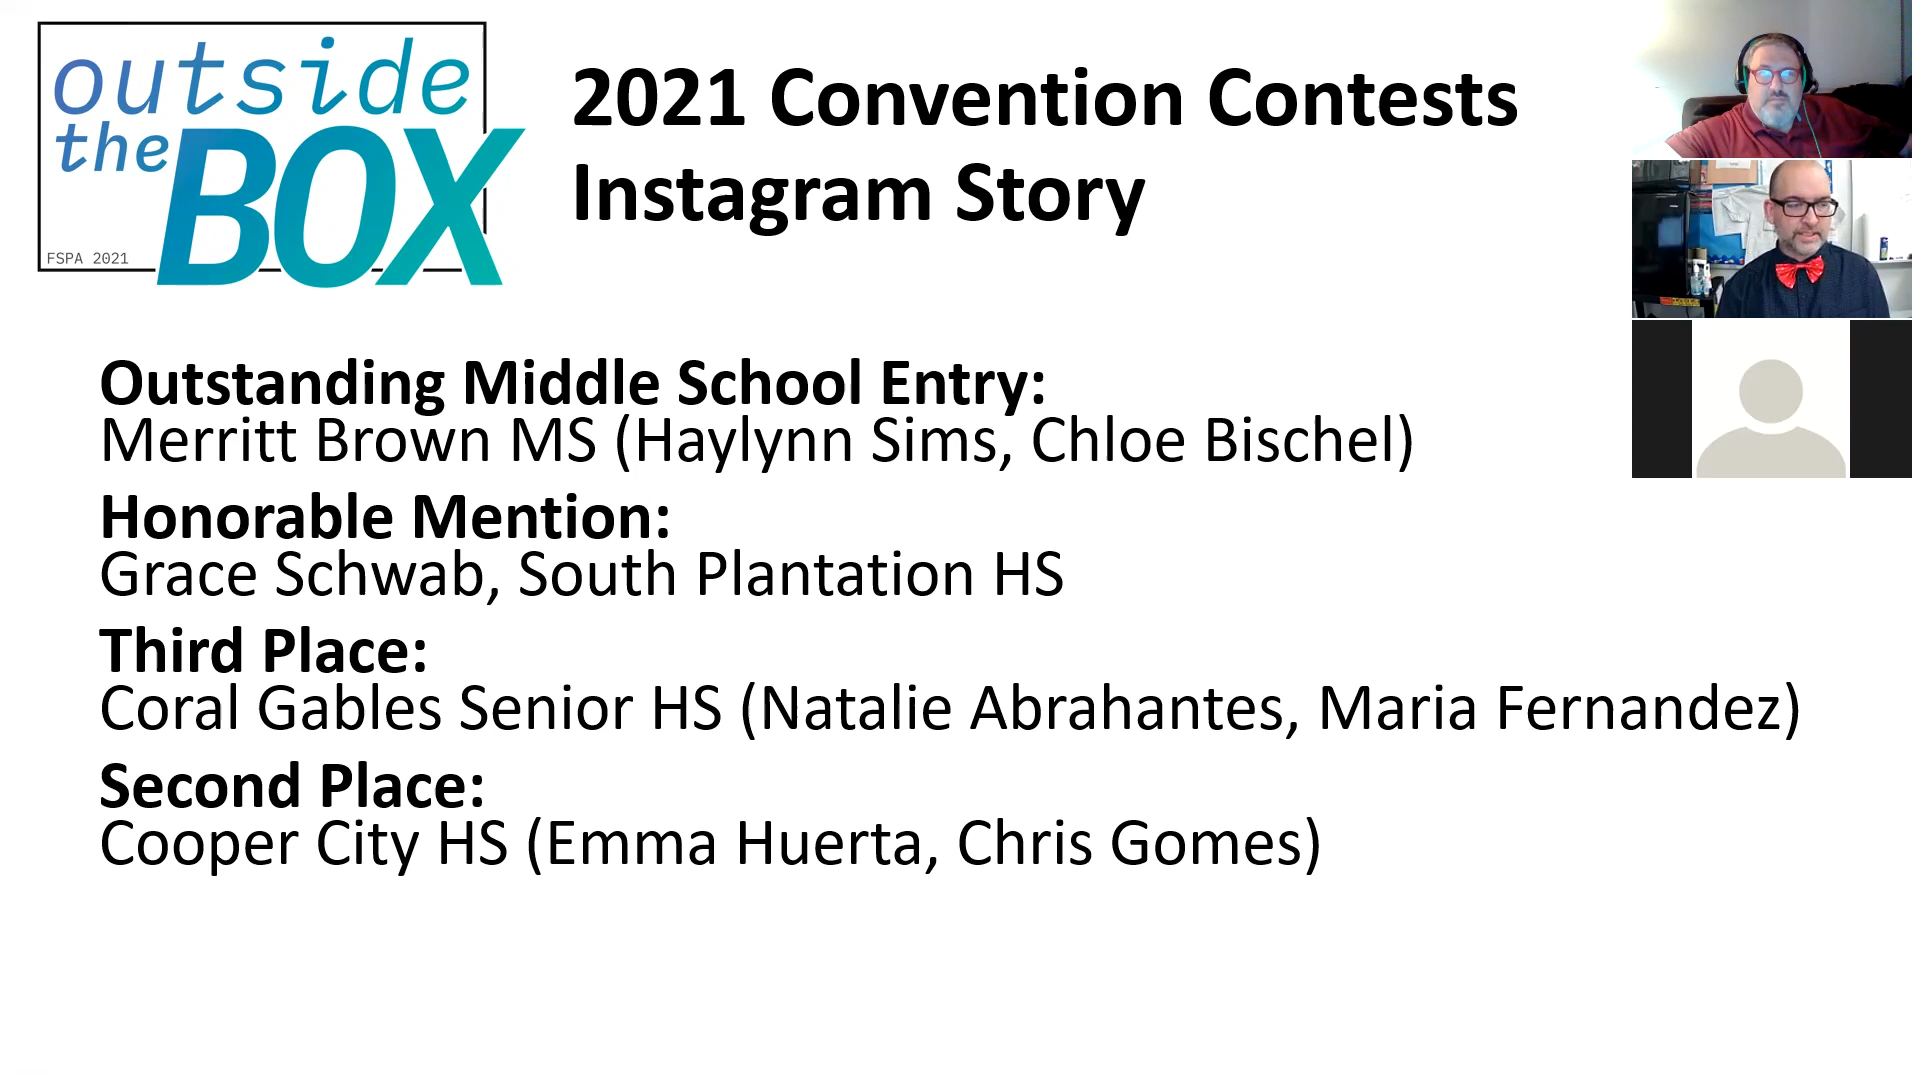 outside
the BOX
FSPA 2021
2021 Convention Contests
Instagram Story
Outstanding Middle School Entry:
Merritt Brown MS (Haylynn Sims, Chloe Bischel)
Honorable Mention:
Grace Schwab, South Plantation HS
Third Place:
Coral Gables Senior HS (Natalie Abrahantes, Maria Fernandez)
Second Place:
Cooper City HS (Emma Huerta, Chris Gomes)